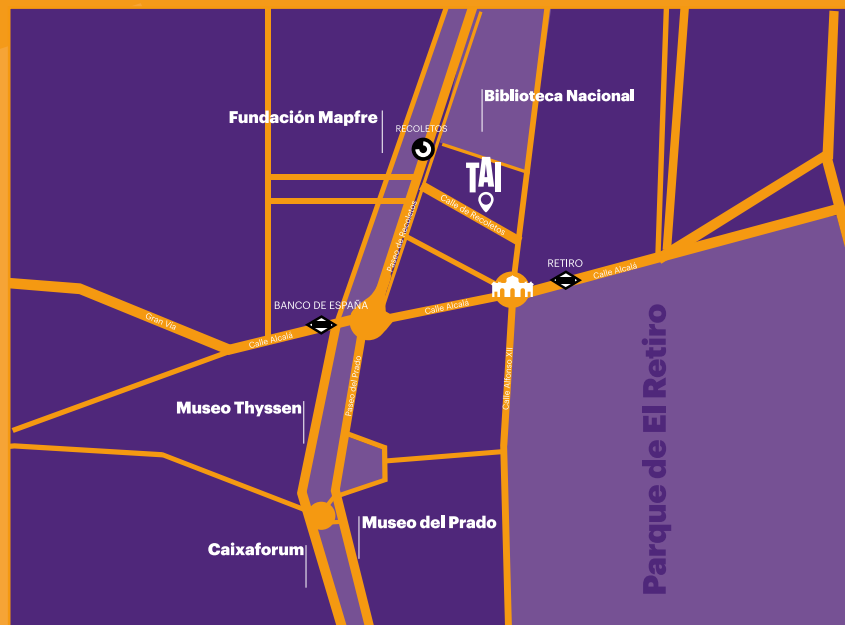 Biblioteca Nacional
Fundación Mapfre
RECOLETOS
TAI
Calle de Recoletos
Paseo de Recoletos
RETIRO
Calle Alcalá
BANCO DE ESPAÑA
Calle Alcalá
Gran Vía
Calle Alcalá
Paseo del Prado
Calle Alfonso XII
Museo Thyssen
Parque de El Retiro
Museo del Prado
Caixaforum